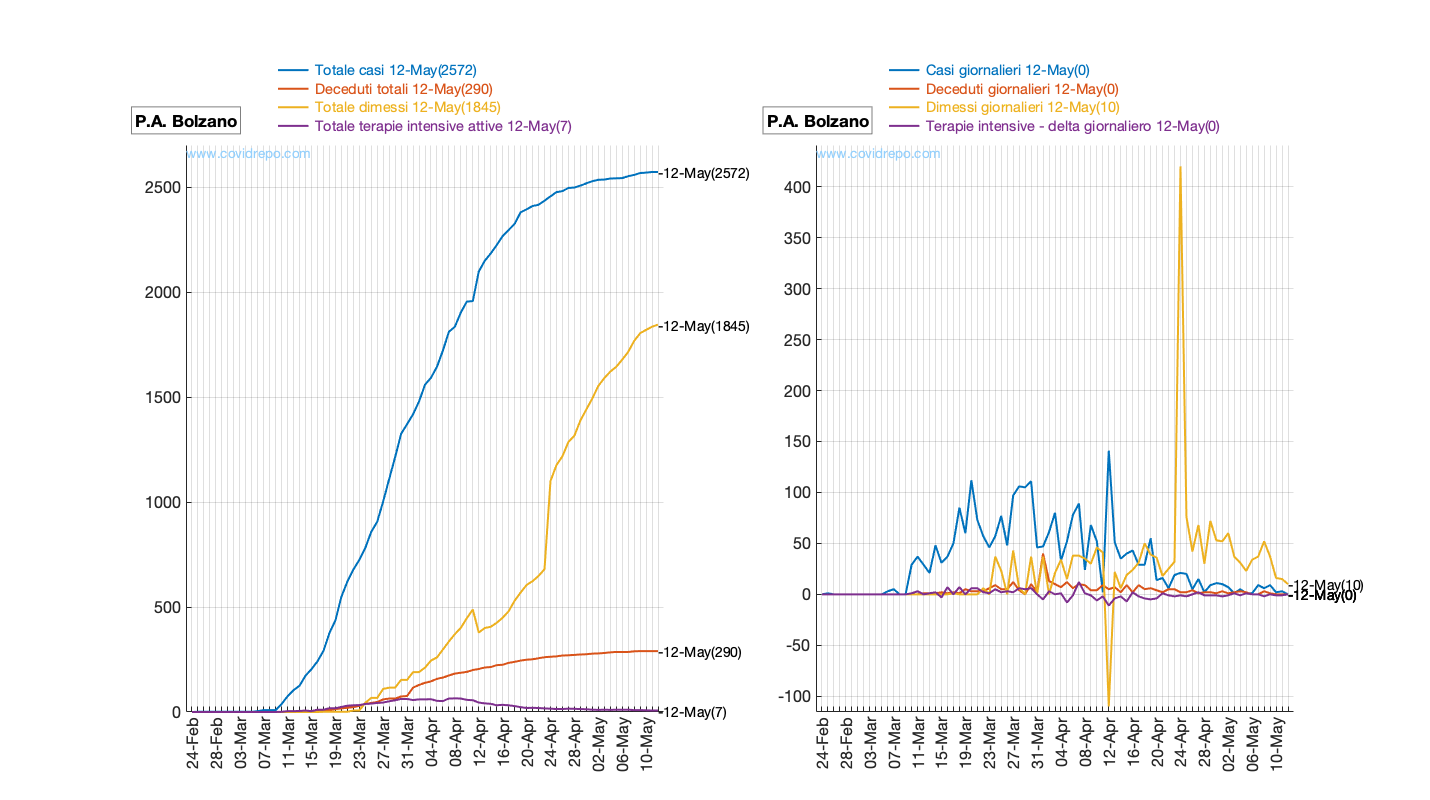 Totale casi 12-May(2572)
Deceduti totali 12-May(290)
Totale dimessi 12-May(1845)
Totale terapie intensive attive 12-May(7)
P.A. Bolzano
www.covidrepo.com
2500
2000
1500
1000
500
0
12-May(2572)
12-May(1845)
12-May(290)
12-May(7)
24-Feb
28-Feb
03-Mar
07-Mar
11-Mar
15-Mar
19-Mar
23-Mar
27-Mar
31-Mar
04-Apr
08-Apr
12-Apr
16-Apr
20-Apr
24-Apr
28-Apr
02-May
06-May
10-May
Casi giornalieri 12-May(0)
Deceduti giornalieri 12-May(0)
Dimessi giornalieri 12-May(10)
Terapie intensive - delta giornaliero 12-May(0)
P.A. Bolzano
www.covidrepo.com
400
350
300
250
200
150
100
50
0
-50
-100
12-May(10)
12-May(0)
24-Feb
28-Feb
03-Mar
07-Mar
11-Mar
15-Mar
19-Mar
23-Mar
27-Mar
31-Mar
04-Apr
08-Apr
12-Apr
16-Apr
20-Apr
24-Apr
28-Apr
02-May
06-May
10-May